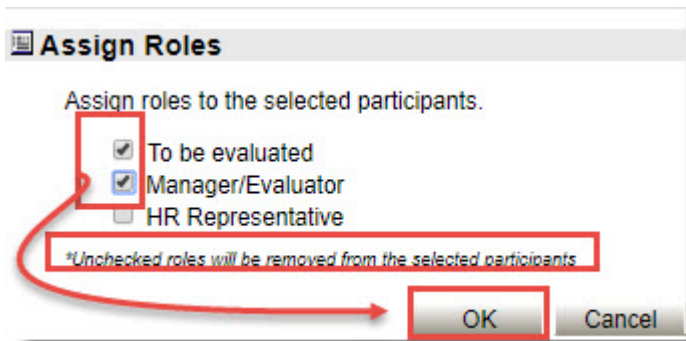 Assign Roles
Assign roles to the selected participants.
To be evaluated
Manager/Evaluator
HR Representative
*Unchecked roles will be removed from the selected participants
OK Cancel